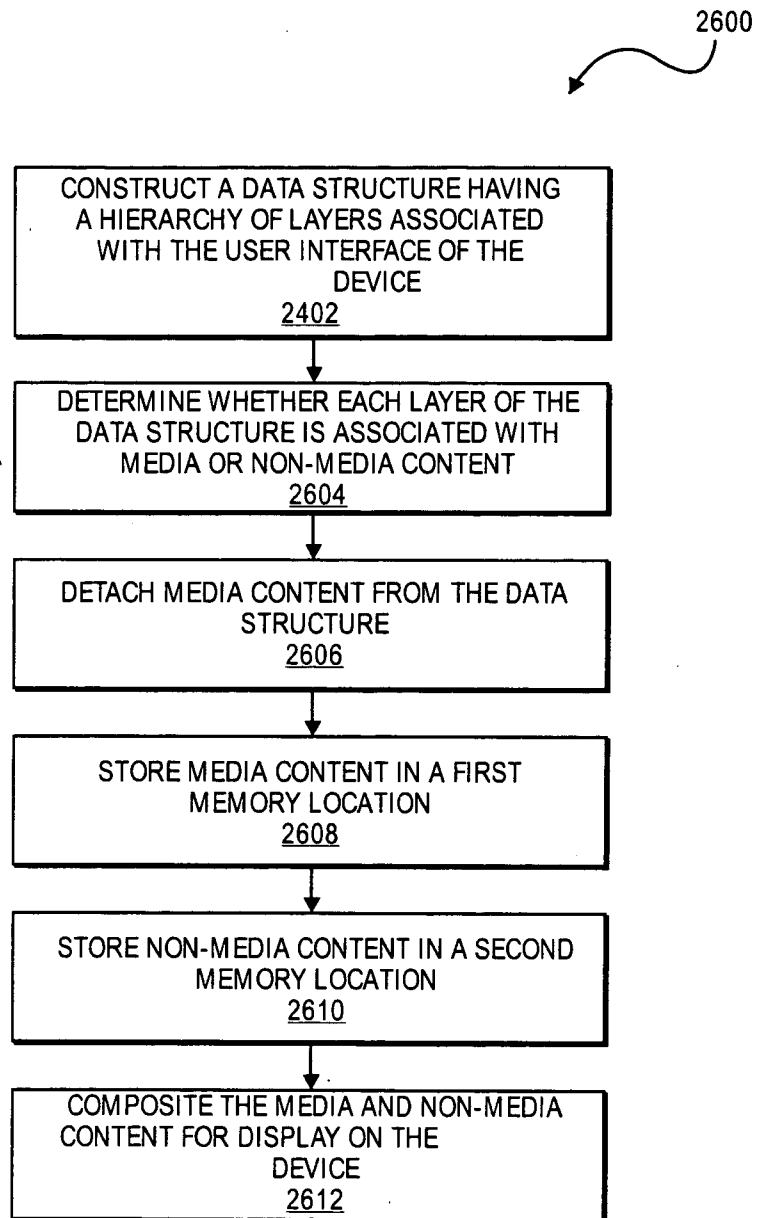 2600
CONSTRUCT A DATA STRUCTURE HAVING
A HIERARCHY OF LAYERS ASSOCIATED
WITH THE USER INTERFACE OF THE
DEVICE
2402
DETERMINE WHETHER EACH LAYER OF THE
DATA STRUCTURE IS ASSOCIATED WITH
MEDIA OR NON-MEDIA CONTENT
2604
DETACH MEDIA CONTENT FROM THE DATA
STRUCTURE
2606
STORE MEDIA CONTENT IN A FIRST
MEMORY LOCATION
2608
STORE NON-MEDIA CONTENT IN A SECOND
MEMORY LOCATION
2610
COMPOSITE THE MEDIA AND NON-MEDIA
CONTENT FOR DISPLAY ON THE
DEVICE
2612